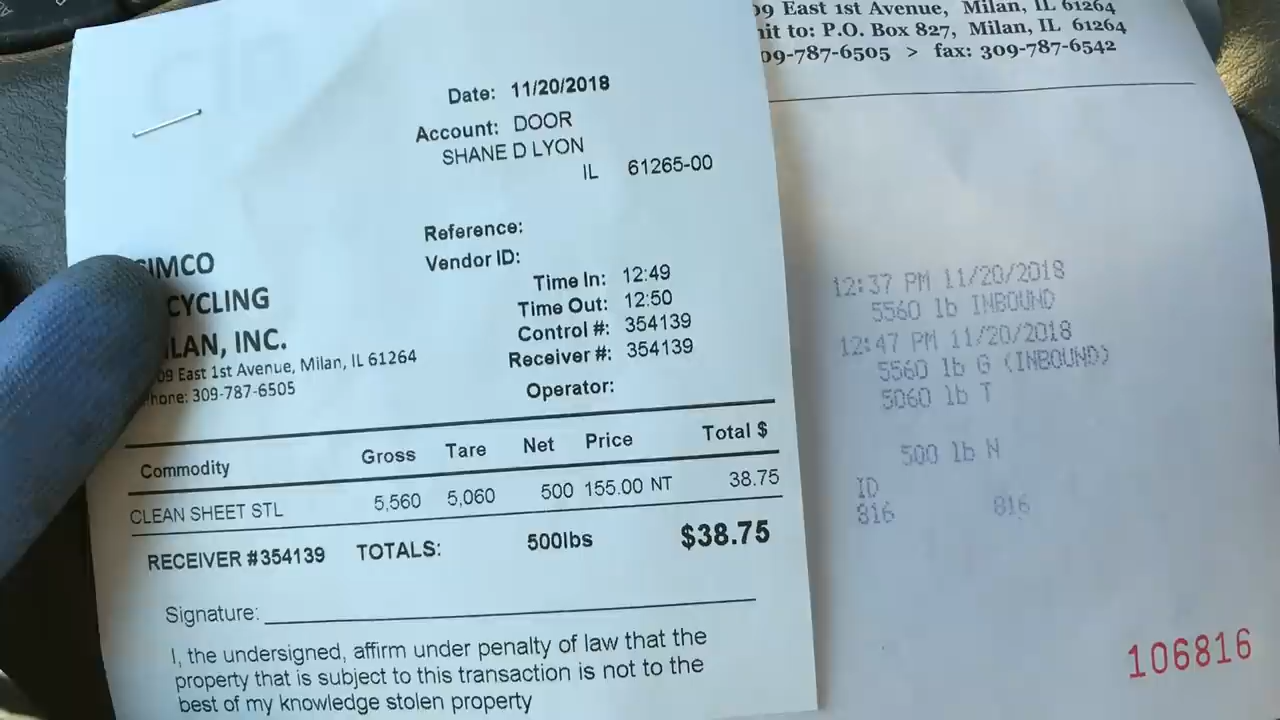 Date: 11/20/2018
Account: DOOR
SHANE D LYON
IL 61265-00
Reference:
Vendor ID:
Time In: 12:49
Time Out: 12:50
Control #: 354139
Receiver #: 354139
Operator:
SIMCO
CYCLING
LAN, INC.
09 East 1st Avenue, Milan, IL 61264
hone: 309-787-6505
Commodity Gross Tare Net Price Total $
CLEAN SHEET STL 5,560 5,060 500 155.00 NT 38.75
RECEIVER #354139 TOTALS: 500lbs $38.75
Signature:
I, the undersigned, affirm under penalty of law that the
property that is subject to this transaction is not to the
best of my knowledge stolen property
09 East 1st Avenue, Milan, IL 61264
it to: P.O. Box 827, Milan, IL 61264
09-787-6505 > fax: 309-787-6542
12:37 PM 11/20/2018
5560 lb INBOUND
12:47 PM 11/20/2018
5560 lb G (INBOUND)
5060 lb T
500 lb N
ID
816 816
106816